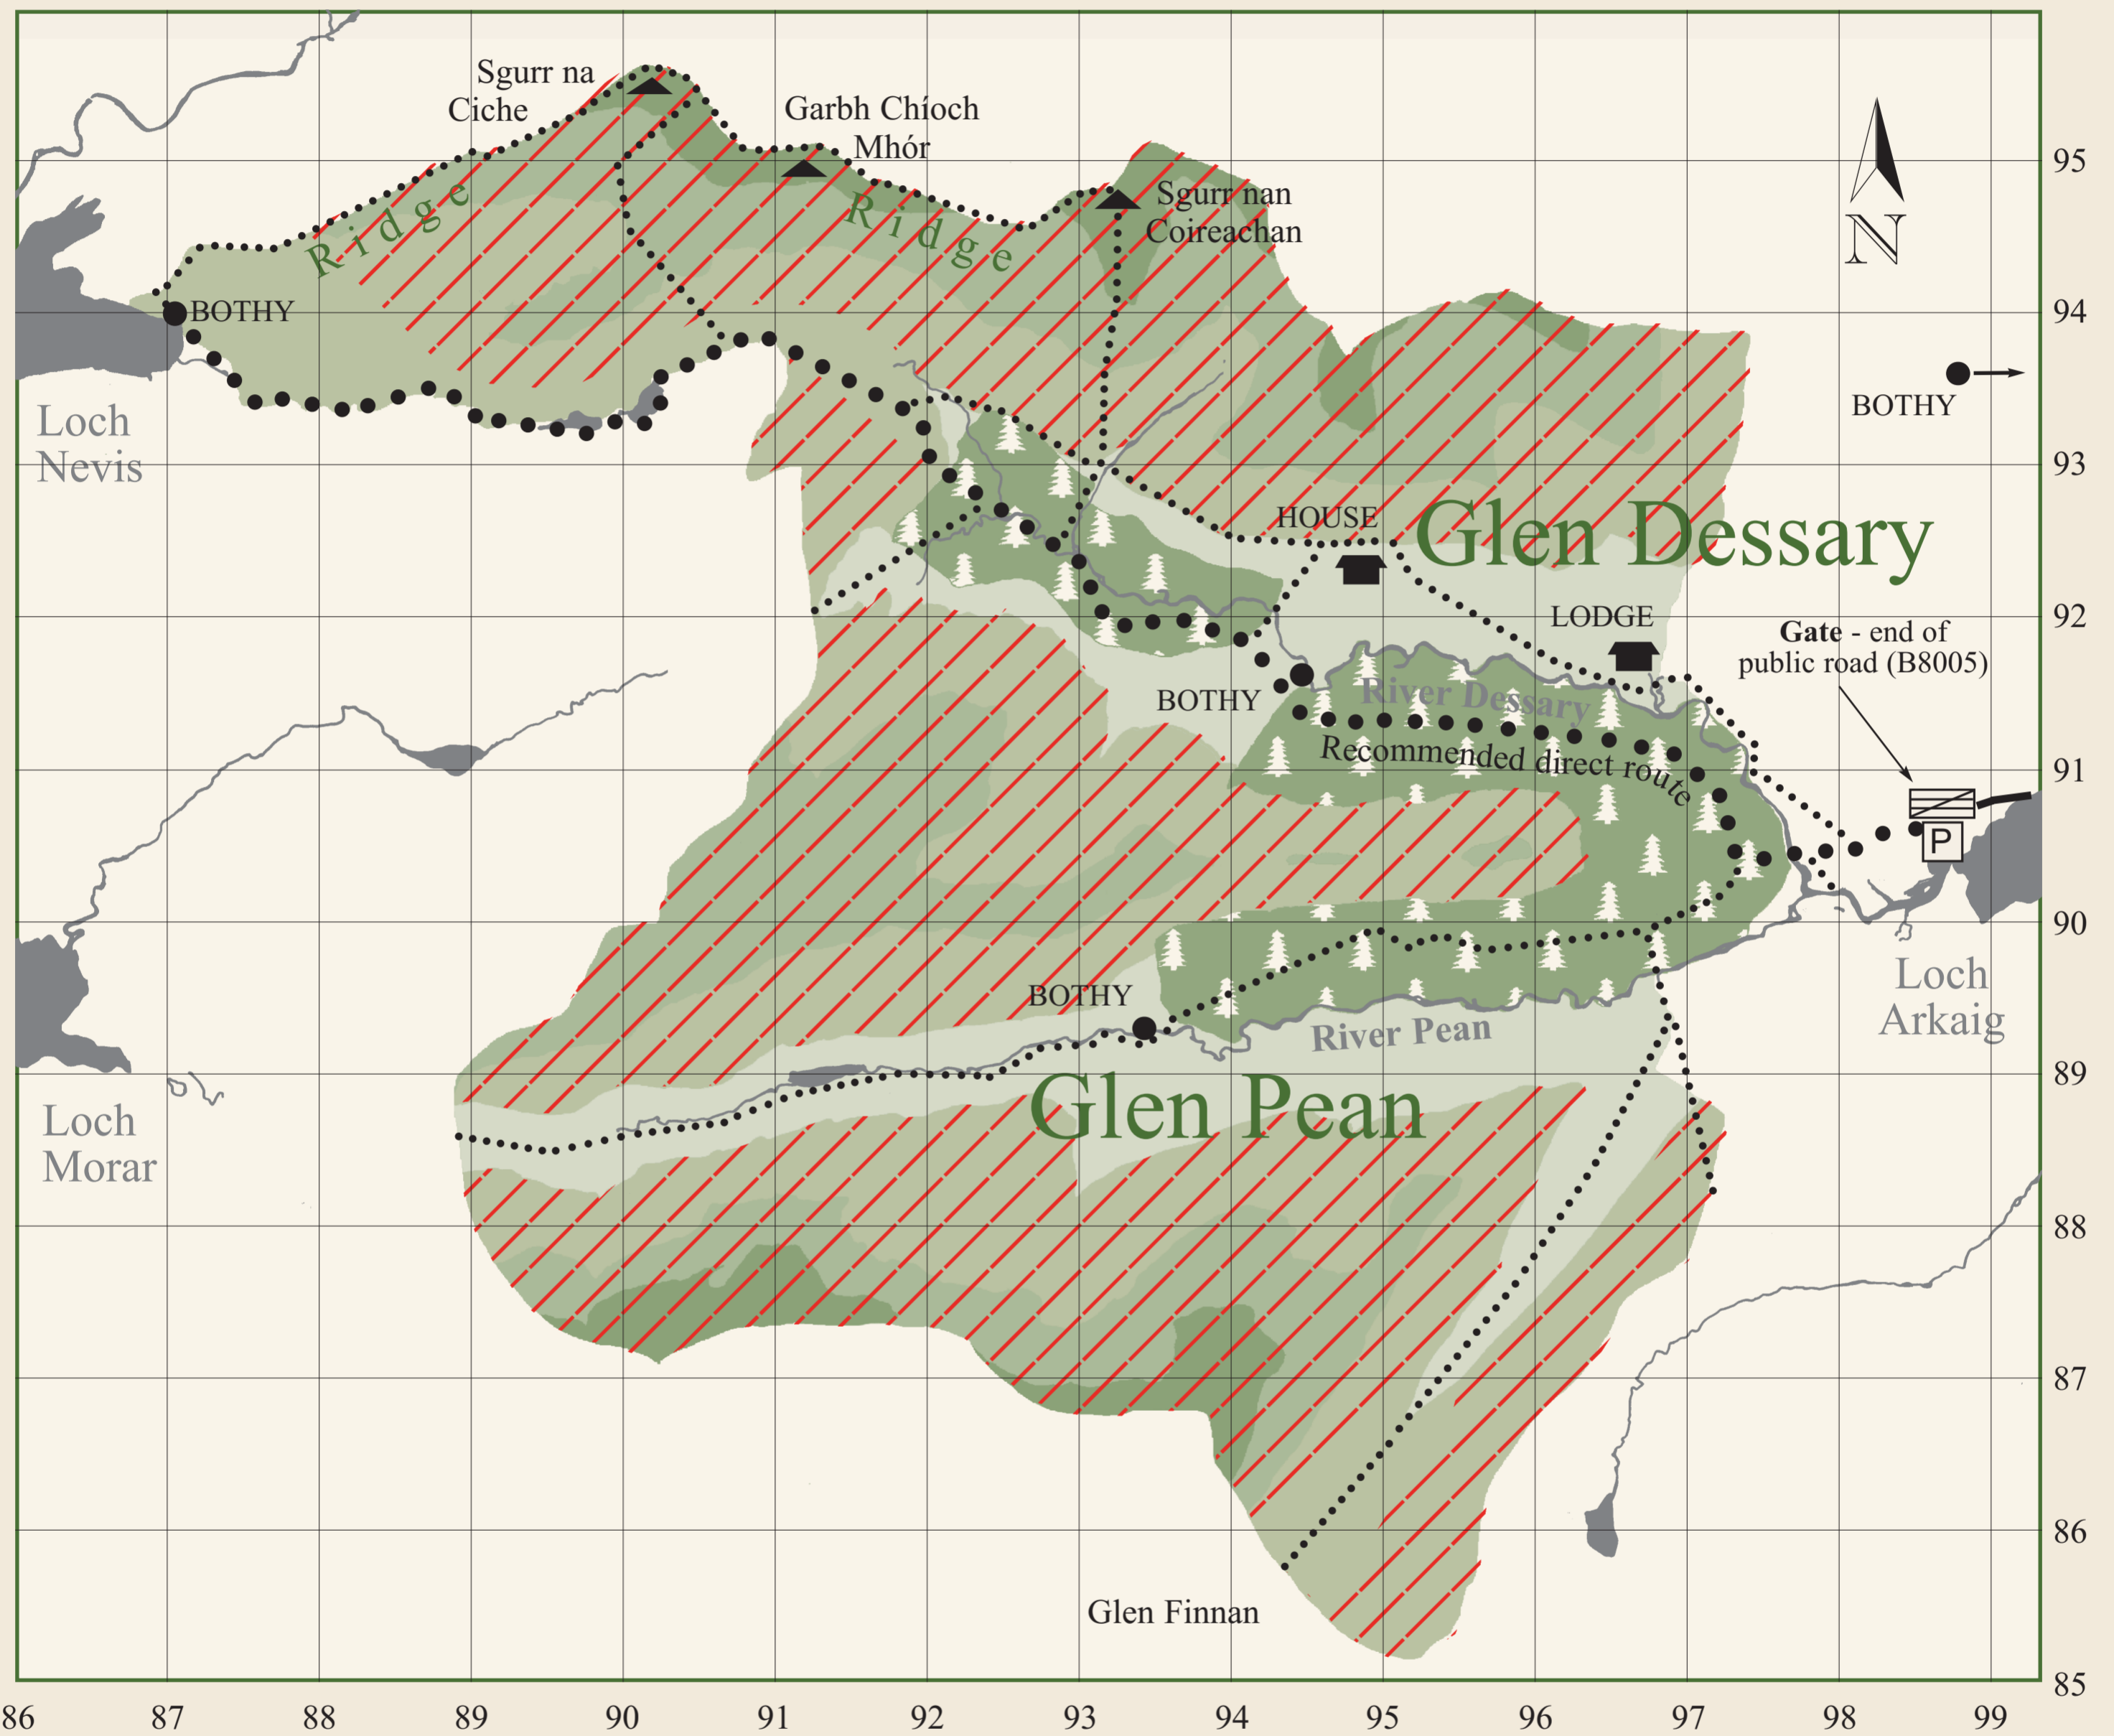 Sgurr na
Ciche
Garbh Chíoch
Mhór
Sgurr nan
Coireachan
Ridge
Ridge
N
95
94
BOTHY
BOTHY
Loch
Nevis
93
HOUSE
Glen Dessary
92
LODGE
Gate - end of
public road (B8005)
BOTHY
River Dessary
Recommended direct route
91
P
90
BOTHY
River Pean
Loch
Arkaig
89
Glen Pean
Loch
Morar
88
87
86
Glen Finnan
85
86 87 88 89 90 91 92 93 94 95 96 97 98 99